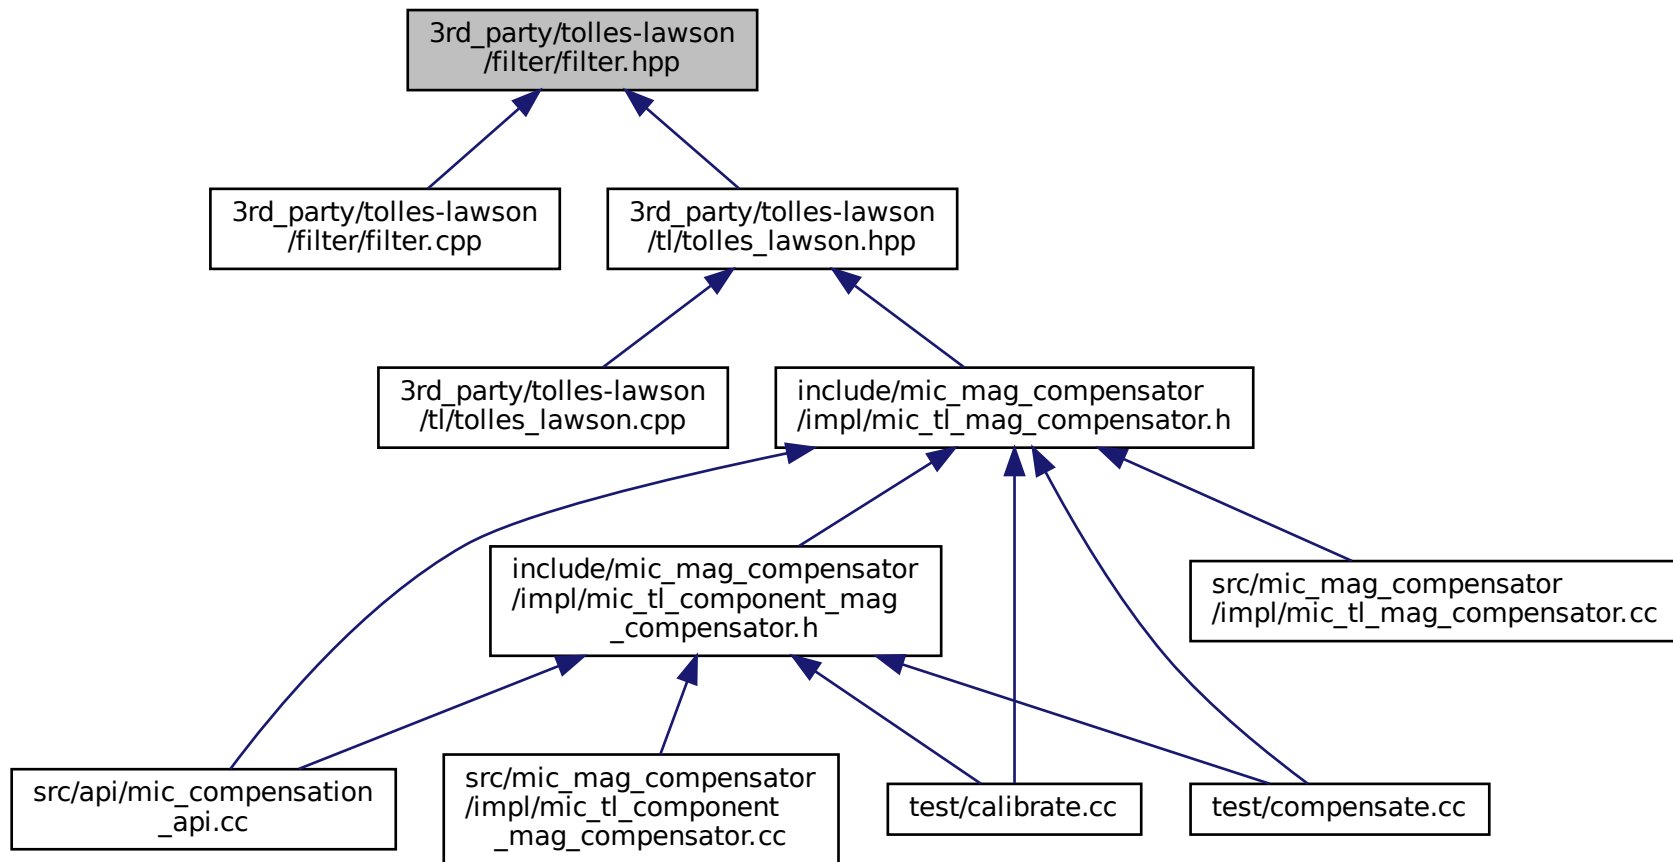 3rd_party/tolles-lawson
/filter/filter.hpp
3rd_party/tolles-lawson
/filter/filter.cpp
3rd_party/tolles-lawson
/tl/tolles_lawson.hpp
3rd_party/tolles-lawson
/tl/tolles_lawson.cpp
include/mic_mag_compensator
/impl/mic_tl_mag_compensator.h
include/mic_mag_compensator
/impl/mic_tl_component_mag
_compensator.h
src/mic_mag_compensator
/impl/mic_tl_mag_compensator.cc
src/api/mic_compensation
_api.cc
src/mic_mag_compensator
/impl/mic_tl_component
_mag_compensator.cc
test/calibrate.cc
test/compensate.cc